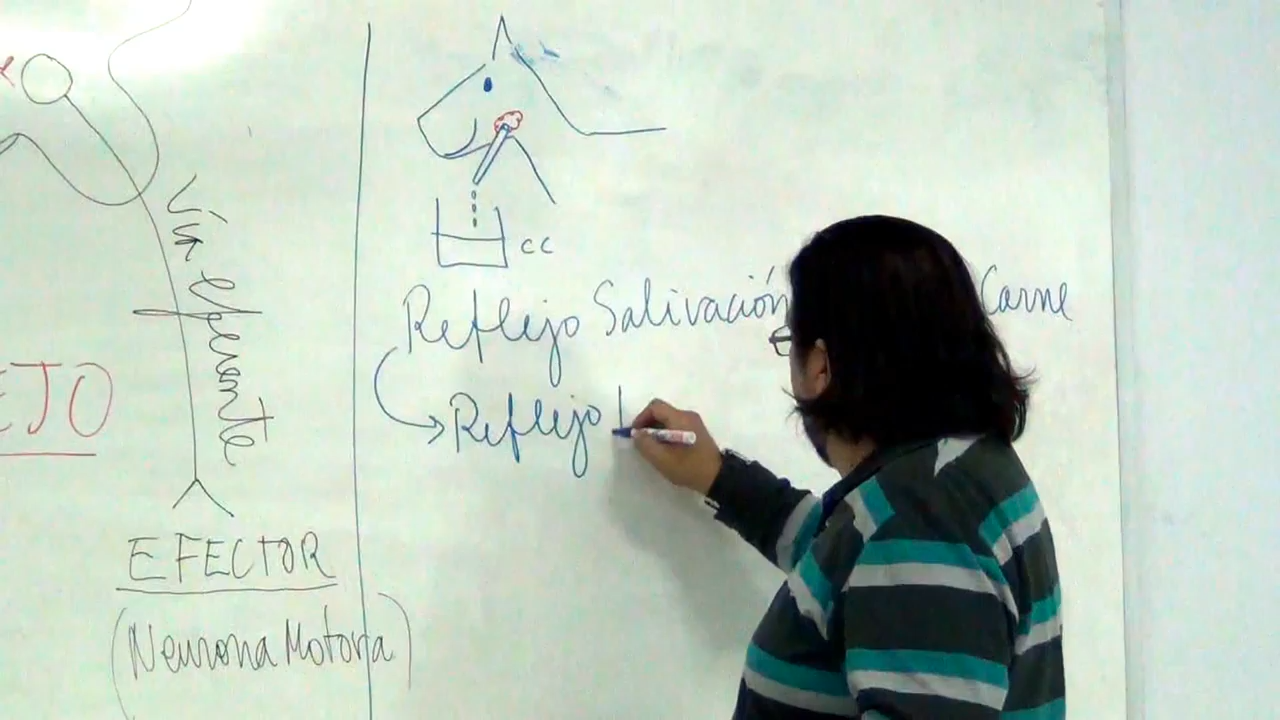 Vía eferente
EJO
EFECTOR
(Neurona Motora)
cc
Reflejo Salivación Carne
Reflejo